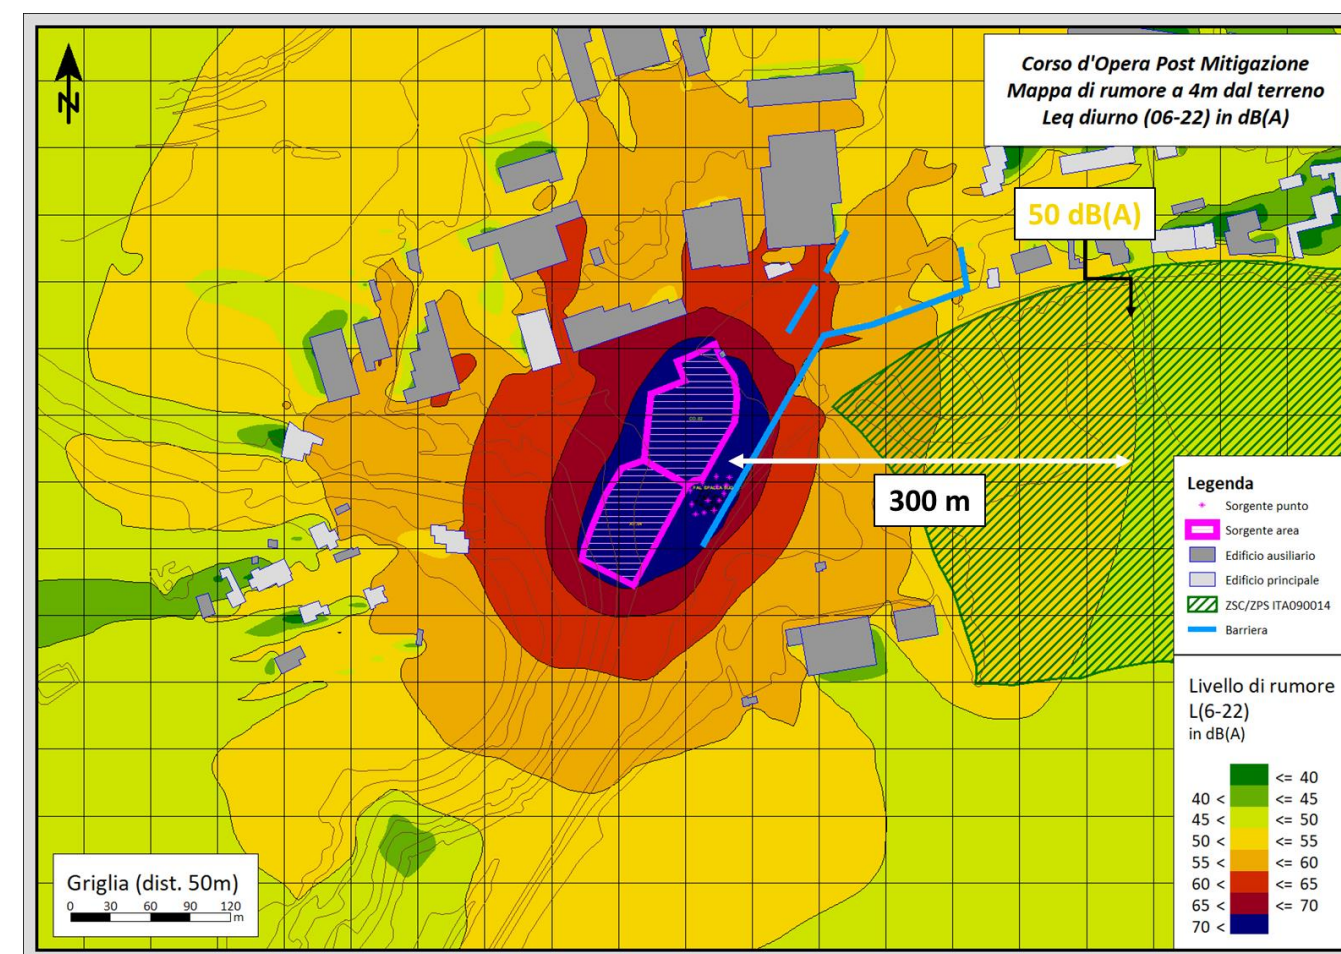 N
Corso d'Opera Post Mitigazione
Mappa di rumore a 4m dal terreno
Leq diurno (06-22) in dB(A)
50 dB(A)
300 m
Legenda
Sorgente punto
Sorgente area
Edificio ausiliario
Edificio principale
ZSC/ZPS ITA090014
Barriera
Livello di rumore
L(6-22)
in dB(A)
<= 40
40 < <= 45
45 < <= 50
50 < <= 55
55 < <= 60
60 < <= 65
65 < <= 70
70 <
Griglia (dist. 50m)
0 30 60 90 120
m